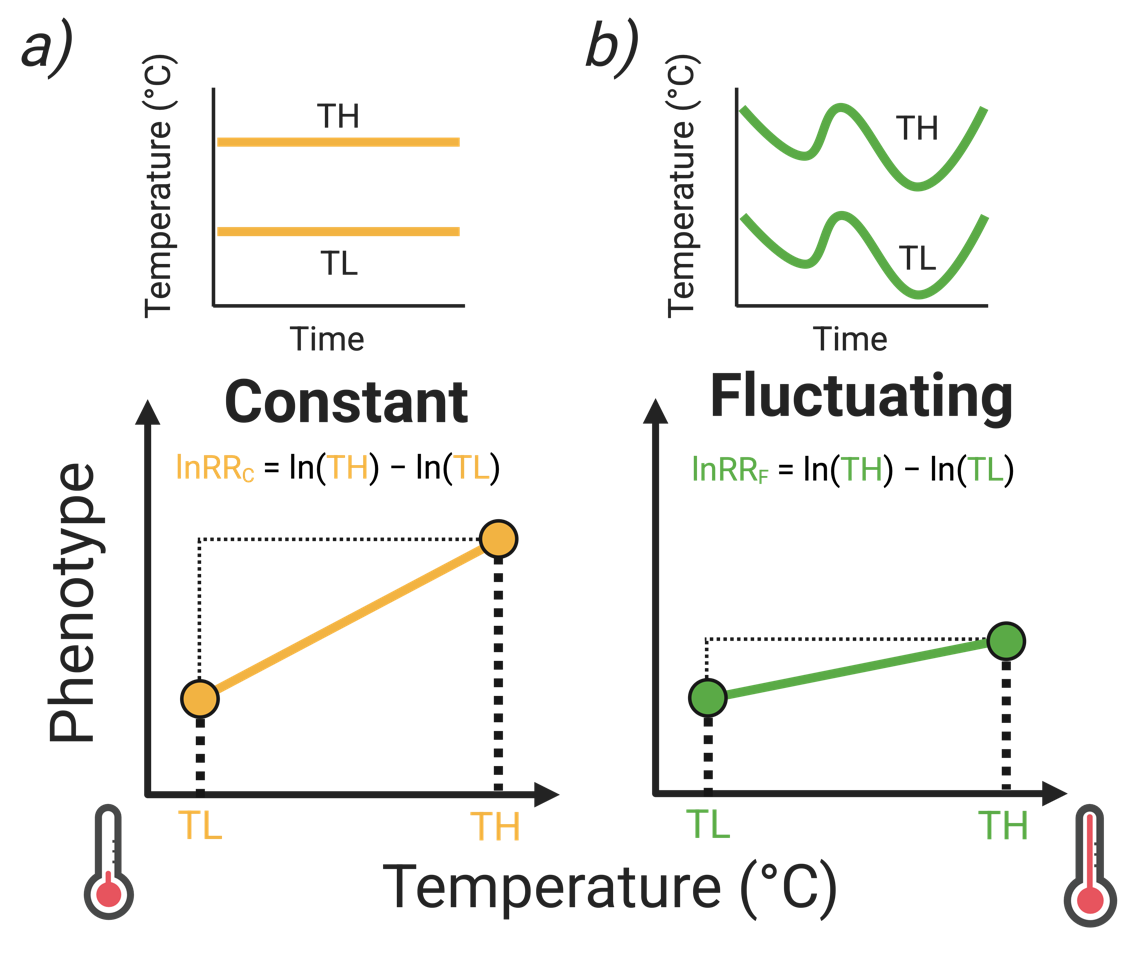 a)
Temperature (°C)
TH
TL
Time
b)
Temperature (°C)
TH
TL
Time
Constant
lnRRC = ln(TH) − ln(TL)
Fluctuating
lnRRF = ln(TH) − ln(TL)
Phenotype
TL
TH
TL
TH
Temperature (°C)